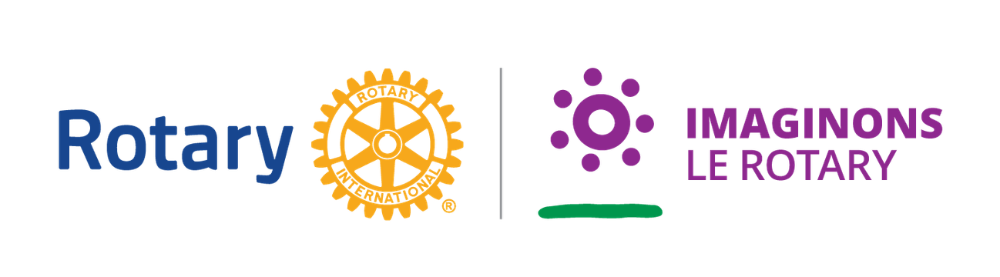 Rotary
ROTARY
INTERNATIONAL
®
IMAGINONS
LE ROTARY